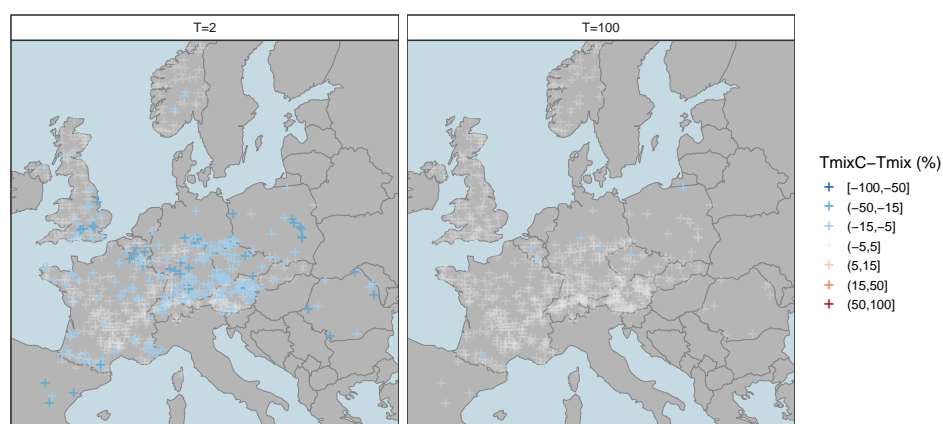 T=2
T=100
TmixC−Tmix (%)
[−100,−50]
(−50,−15]
(−15,−5]
(−5,5]
(5,15]
(15,50]
(50,100]